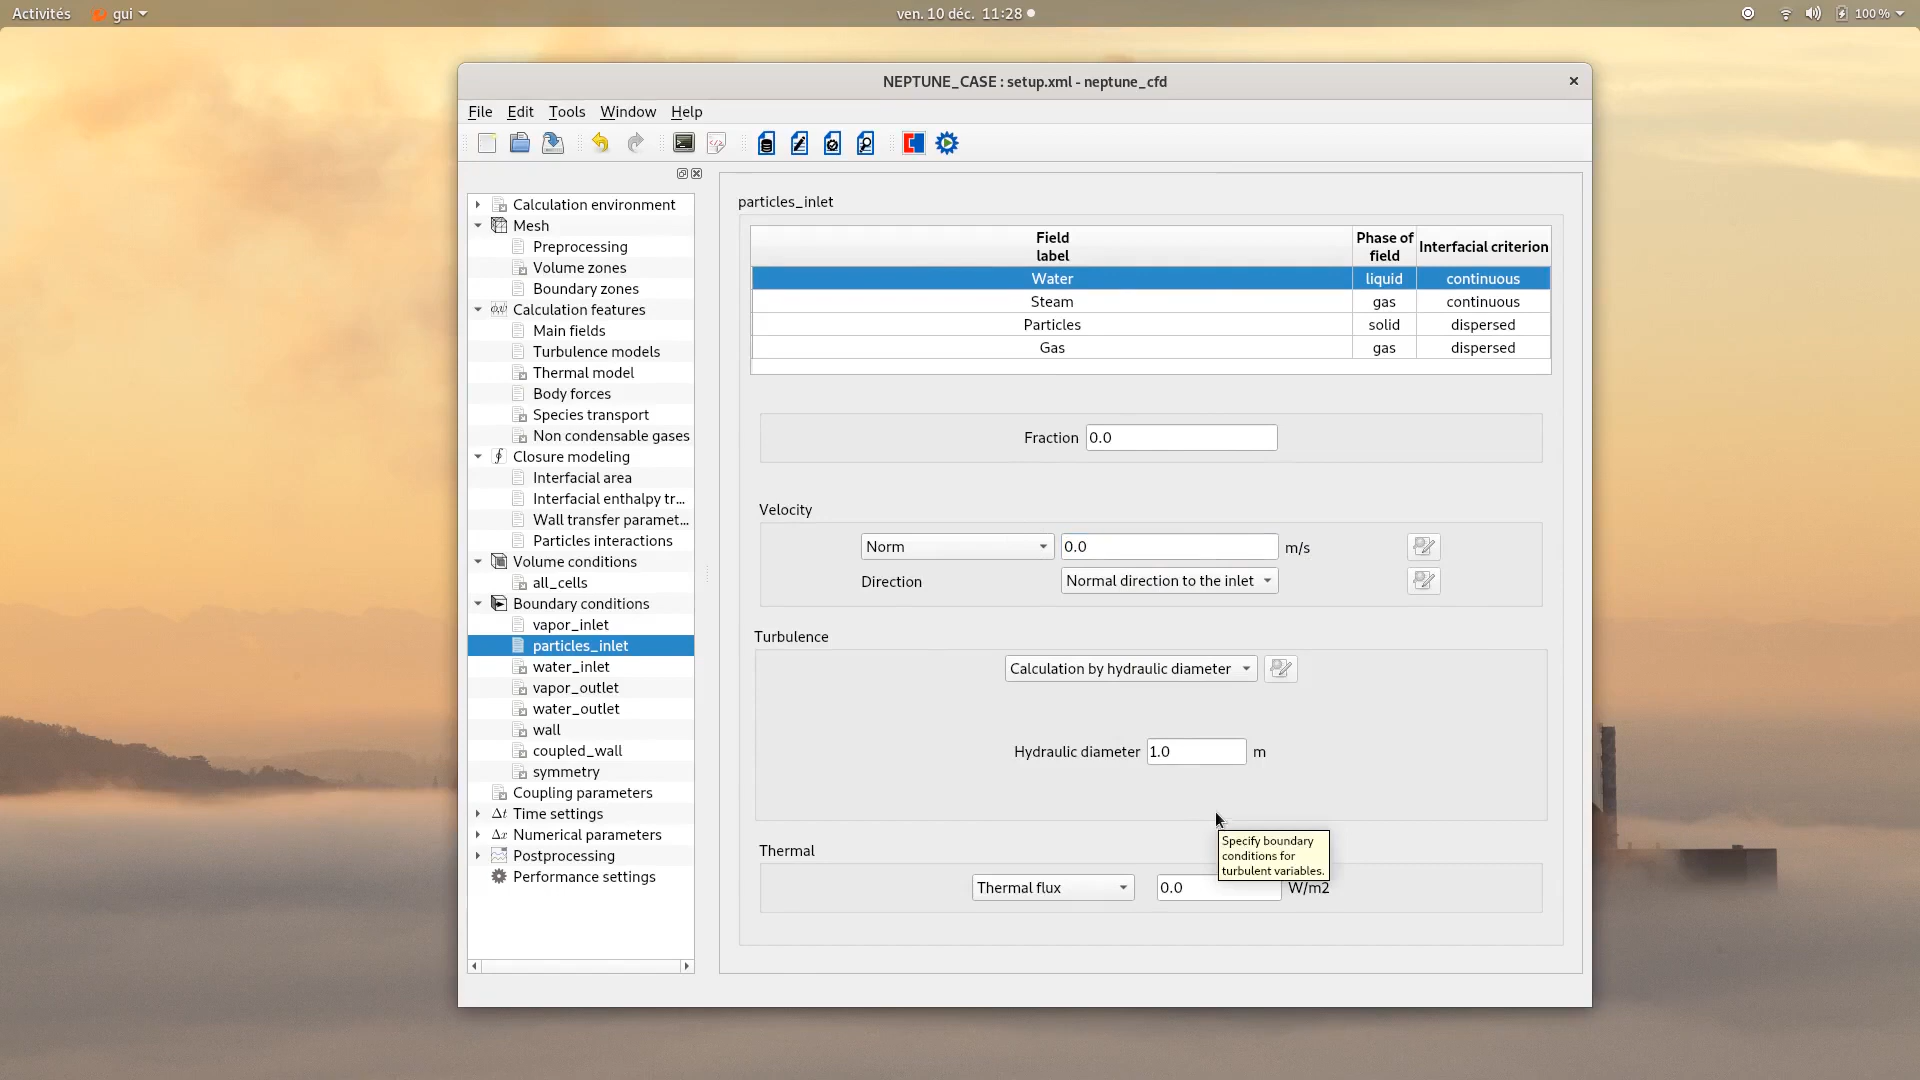 Activités
gui
ven. 10 déc. 11:28
100 %
NEPTUNE_CASE : setup.xml - neptune_cfd
File Edit Tools Window Help
Calculation environment
Mesh
Preprocessing
Volume zones
Boundary zones
Calculation features
Main fields
Turbulence models
Thermal model
Body forces
Species transport
Non condensable gases
Closure modeling
Interfacial area
Interfacial enthalpy tr...
Wall transfer paramet...
Particles interactions
Volume conditions
all_cells
Boundary conditions
vapor_inlet
particles_inlet
water_inlet
vapor_outlet
water_outlet
wall
coupled_wall
symmetry
Coupling parameters
Δt Time settings
Δx Numerical parameters
Postprocessing
Performance settings
particles_inlet
Field label Phase of field Interfacial criterion
Water liquid continuous
Steam gas continuous
Particles solid dispersed
Gas gas dispersed
Fraction 0.0
Velocity
Norm 0.0 m/s
Direction Normal direction to the inlet
Turbulence
Calculation by hydraulic diameter
Hydraulic diameter 1.0 m
Specify boundary
conditions for
turbulent variables.
Thermal
Thermal flux 0.0 W/m2